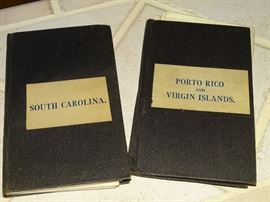 SOUTH CAROLINA.
PORTO RICO
AND
VIRGIN ISLANDS.